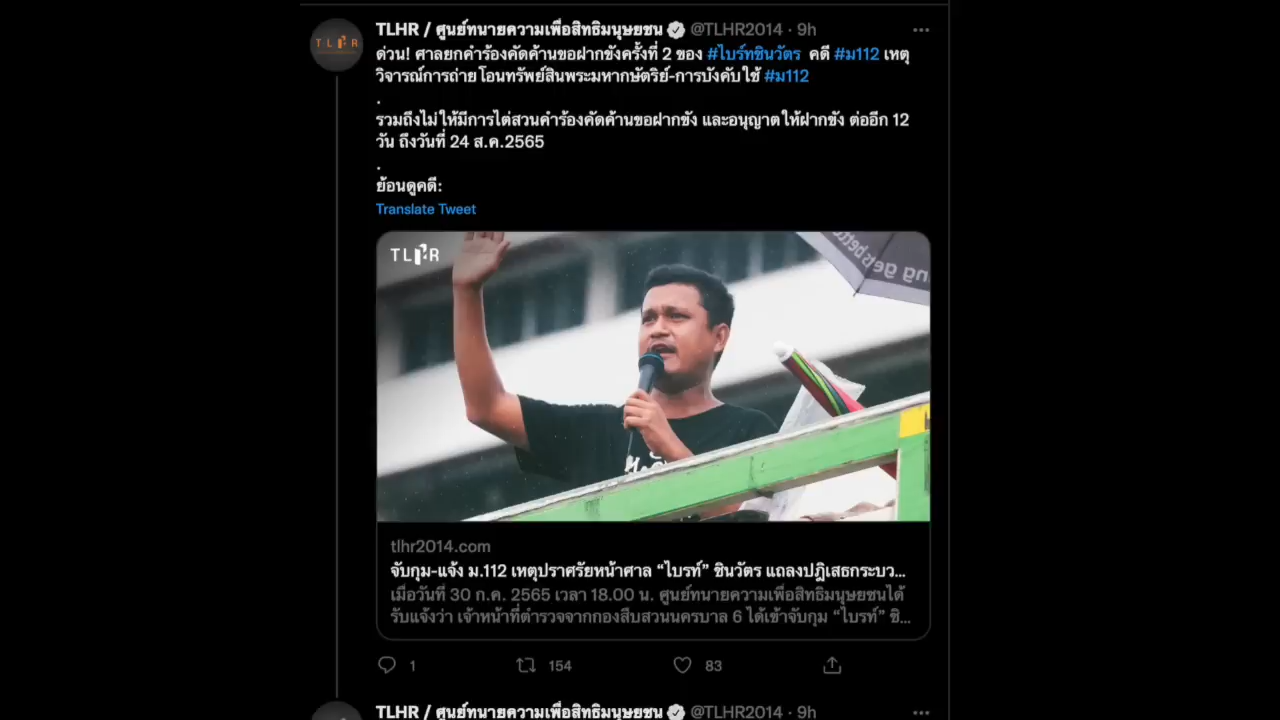 TLHR
TLHR / ศูนย์ทนายความเพื่อสิทธิมนุษยชน @TLHR2014 · 9h
ด่วน! ศาลยกคำร้องคัดค้านขอฝากขังครั้งที่ 2 ของ #ไบร์ทชินวัตร คดี #ม112 เหตุ
วิจารณ์การถ่ายโอนทรัพย์สินพระมหากษัตริย์-การบังคับใช้ #ม112
.
รวมถึงไม่ให้มีการไต่สวนคำร้องคัดค้านขอฝากขัง และอนุญาตให้ฝากขัง ต่ออีก 12
วัน ถึงวันที่ 24 ส.ค.2565
.
ย้อนดูคดี:
Translate Tweet
TLHR
tlhr2014.com
จับกุม-แจ้ง ม.112 เหตุปราศรัยหน้าศาล “ไบรท์” ชินวัตร แถลงปฏิเสธกระบว...
เมื่อวันที่ 30 ก.ค. 2565 เวลา 18.00 น. ศูนย์ทนายความเพื่อสิทธิมนุษยชนได้
รับแจ้งว่า เจ้าหน้าที่ตำรวจจากกองสืบสวนนครบาล 6 ได้เข้าจับกุม “ไบรท์” ชิ...
1 154 83
TLHR / ศูนย์ทนายความเพื่อสิทธิมนุษยชน @TLHR2014 · 9h